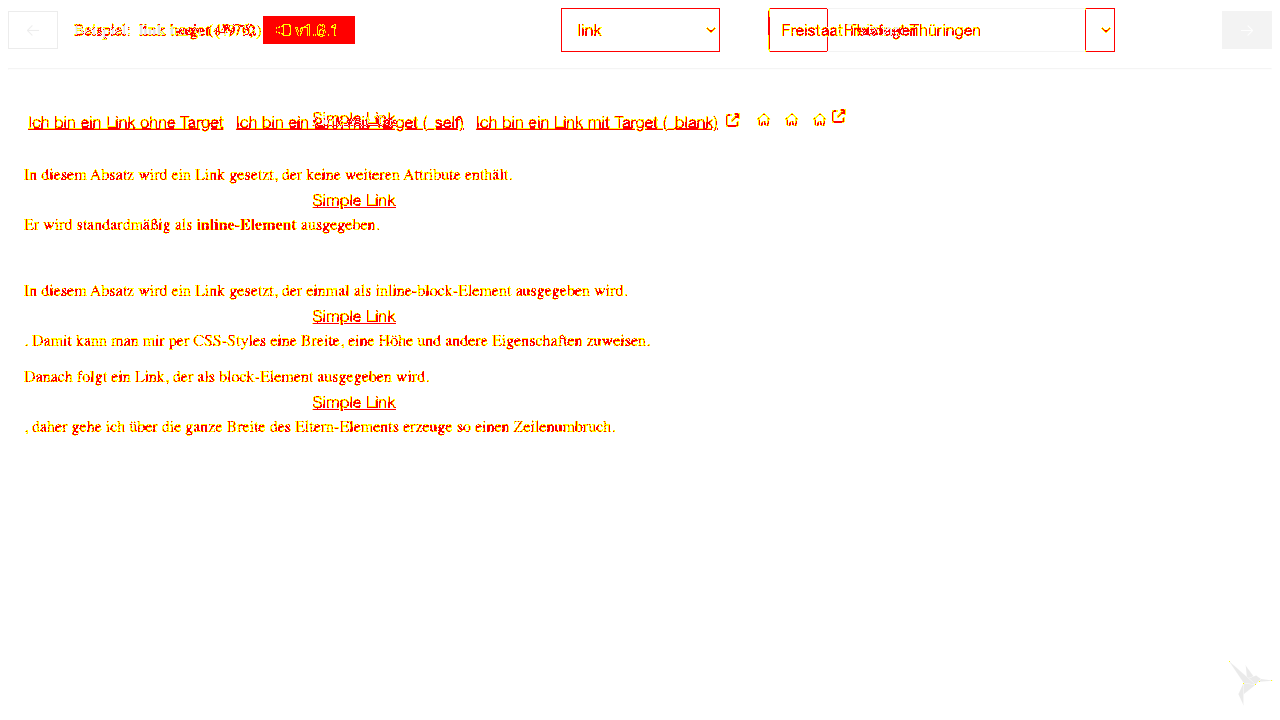 Beispiel: link v1.6.1 link Freistaat Thüringen
Ich bin ein Link ohne Target Ich bin ein Link mit Target (_self) Ich bin ein Link mit Target (_blank)
Simple Link
In diesem Absatz wird ein Link gesetzt, der keine weiteren Attribute enthält.
Simple Link
Er wird standardmäßig als inline-Element ausgegeben.
In diesem Absatz wird ein Link gesetzt, der einmal als inline-block-Element ausgegeben wird.
Simple Link
. Damit kann man mir per CSS-Styles eine Breite, eine Höhe und andere Eigenschaften zuweisen.
Danach folgt ein Link, der als block-Element ausgegeben wird.
Simple Link
, daher gehe ich über die ganze Breite des Eltern-Elements erzeuge so einen Zeilenumbruch.